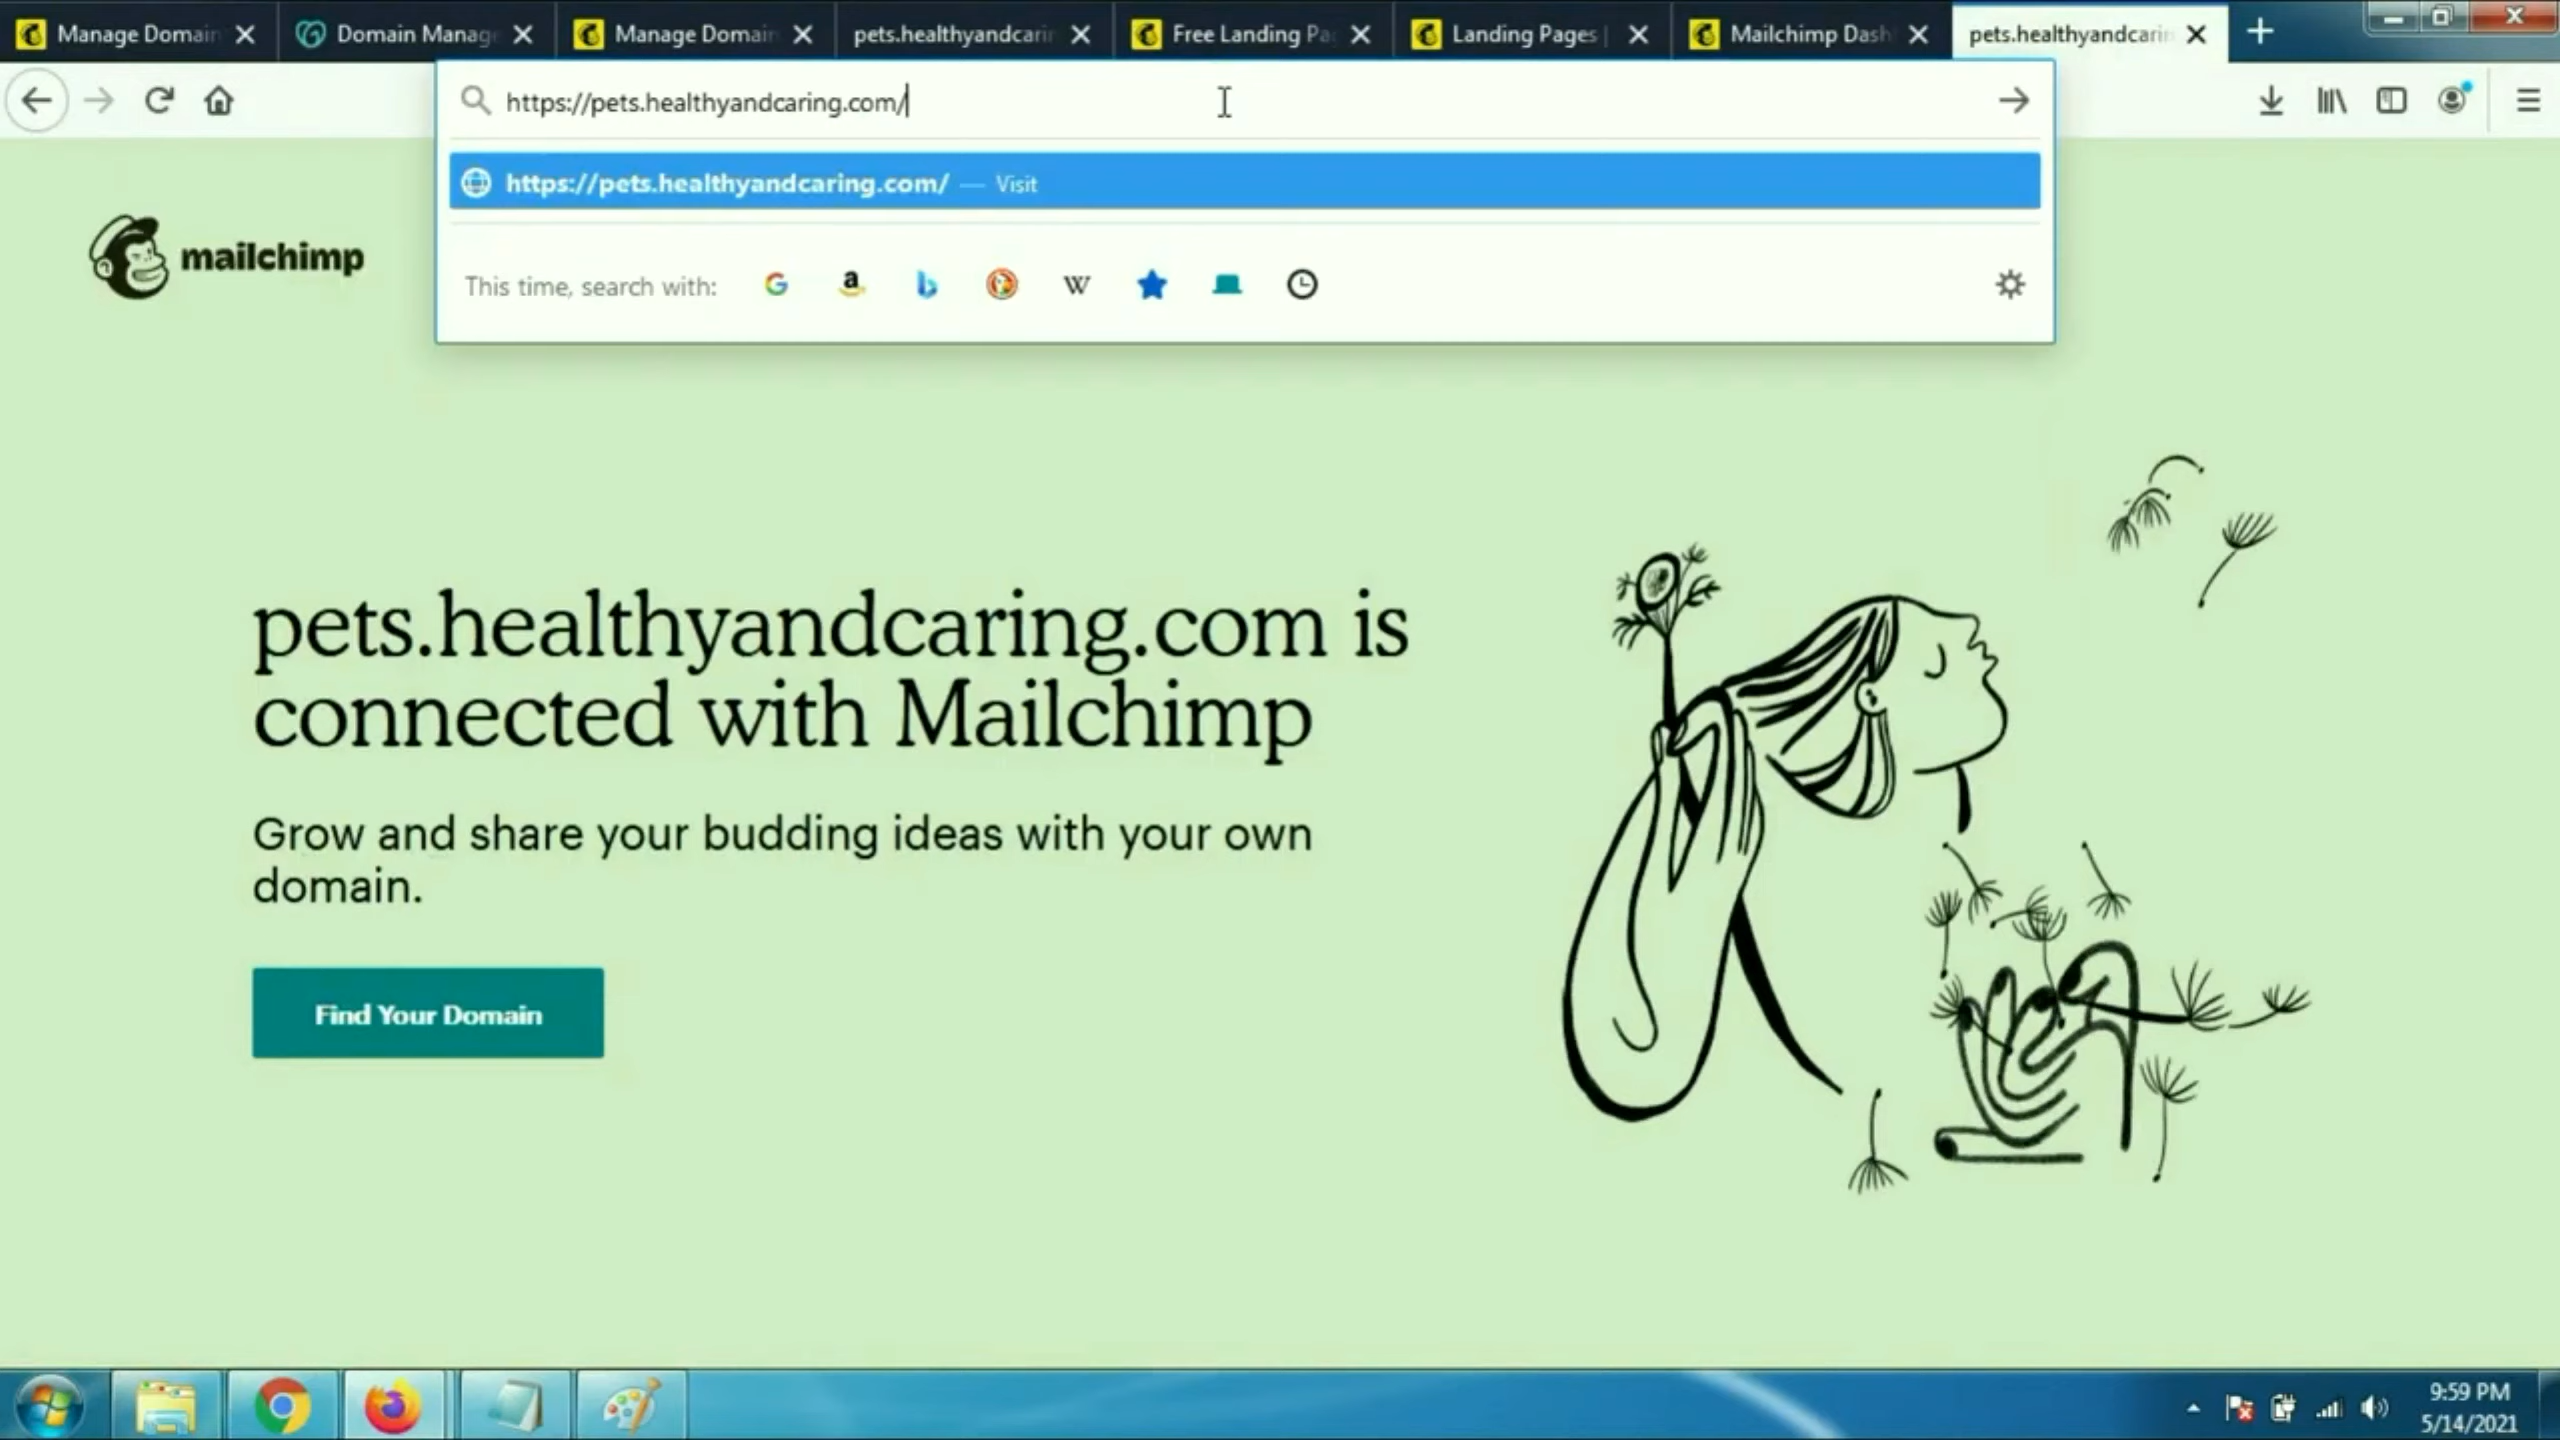 Manage Domain
Domain Manag
Manage Domain
pets.healthyandcarin
Free Landing Pa
Landing Pages |
Mailchimp Dash
pets.healthyandcarin
https://pets.healthyandcaring.com/
https://pets.healthyandcaring.com/ — Visit
This time, search with:
mailchimp
pets.healthyandcaring.com is
connected with Mailchimp
Grow and share your budding ideas with your own
domain.
Find Your Domain
9:59 PM
5/14/2021